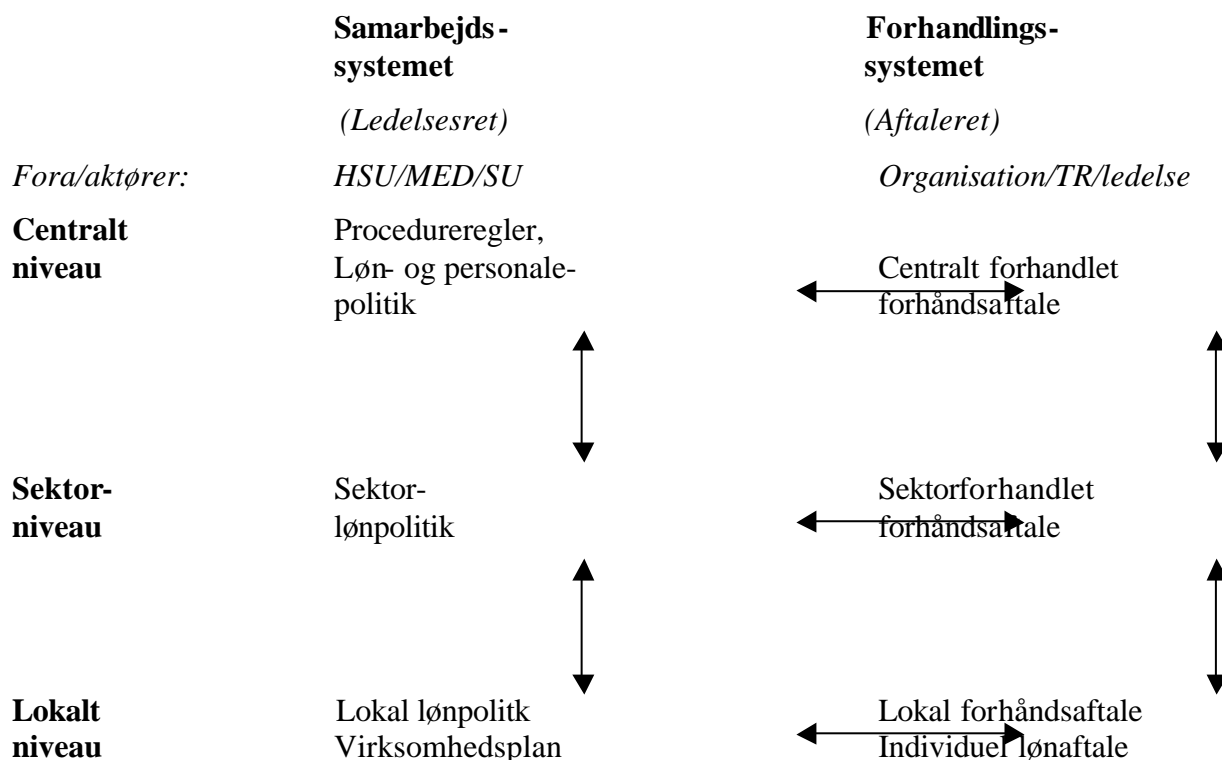 Samarbejds- Forhandlings-
systemet systemet
(Ledelsesret) (Aftaleret)
Fora/aktører: HSU/MED/SU Organisation/TR/ledelse
Centralt Procedureregler,
niveau Løn- og personale- Centralt forhandlet
politik forhåndsaftale
Sektor- Sektor- Sektorforhandlet
niveau lønpolitik forhåndsaftale
Lokalt Lokal lønpolitk Lokal forhåndsaftale
niveau Virksomhedsplan Individuel lønaftale